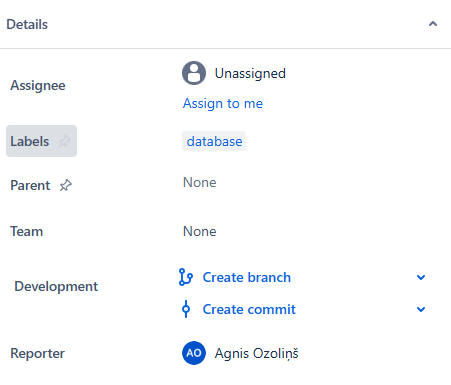 Details
Assignee
Unassigned
Assign to me
Labels
database
Parent
None
Team
None
Development
Create branch
Create commit
Reporter
AO
Agnis Ozoliņš